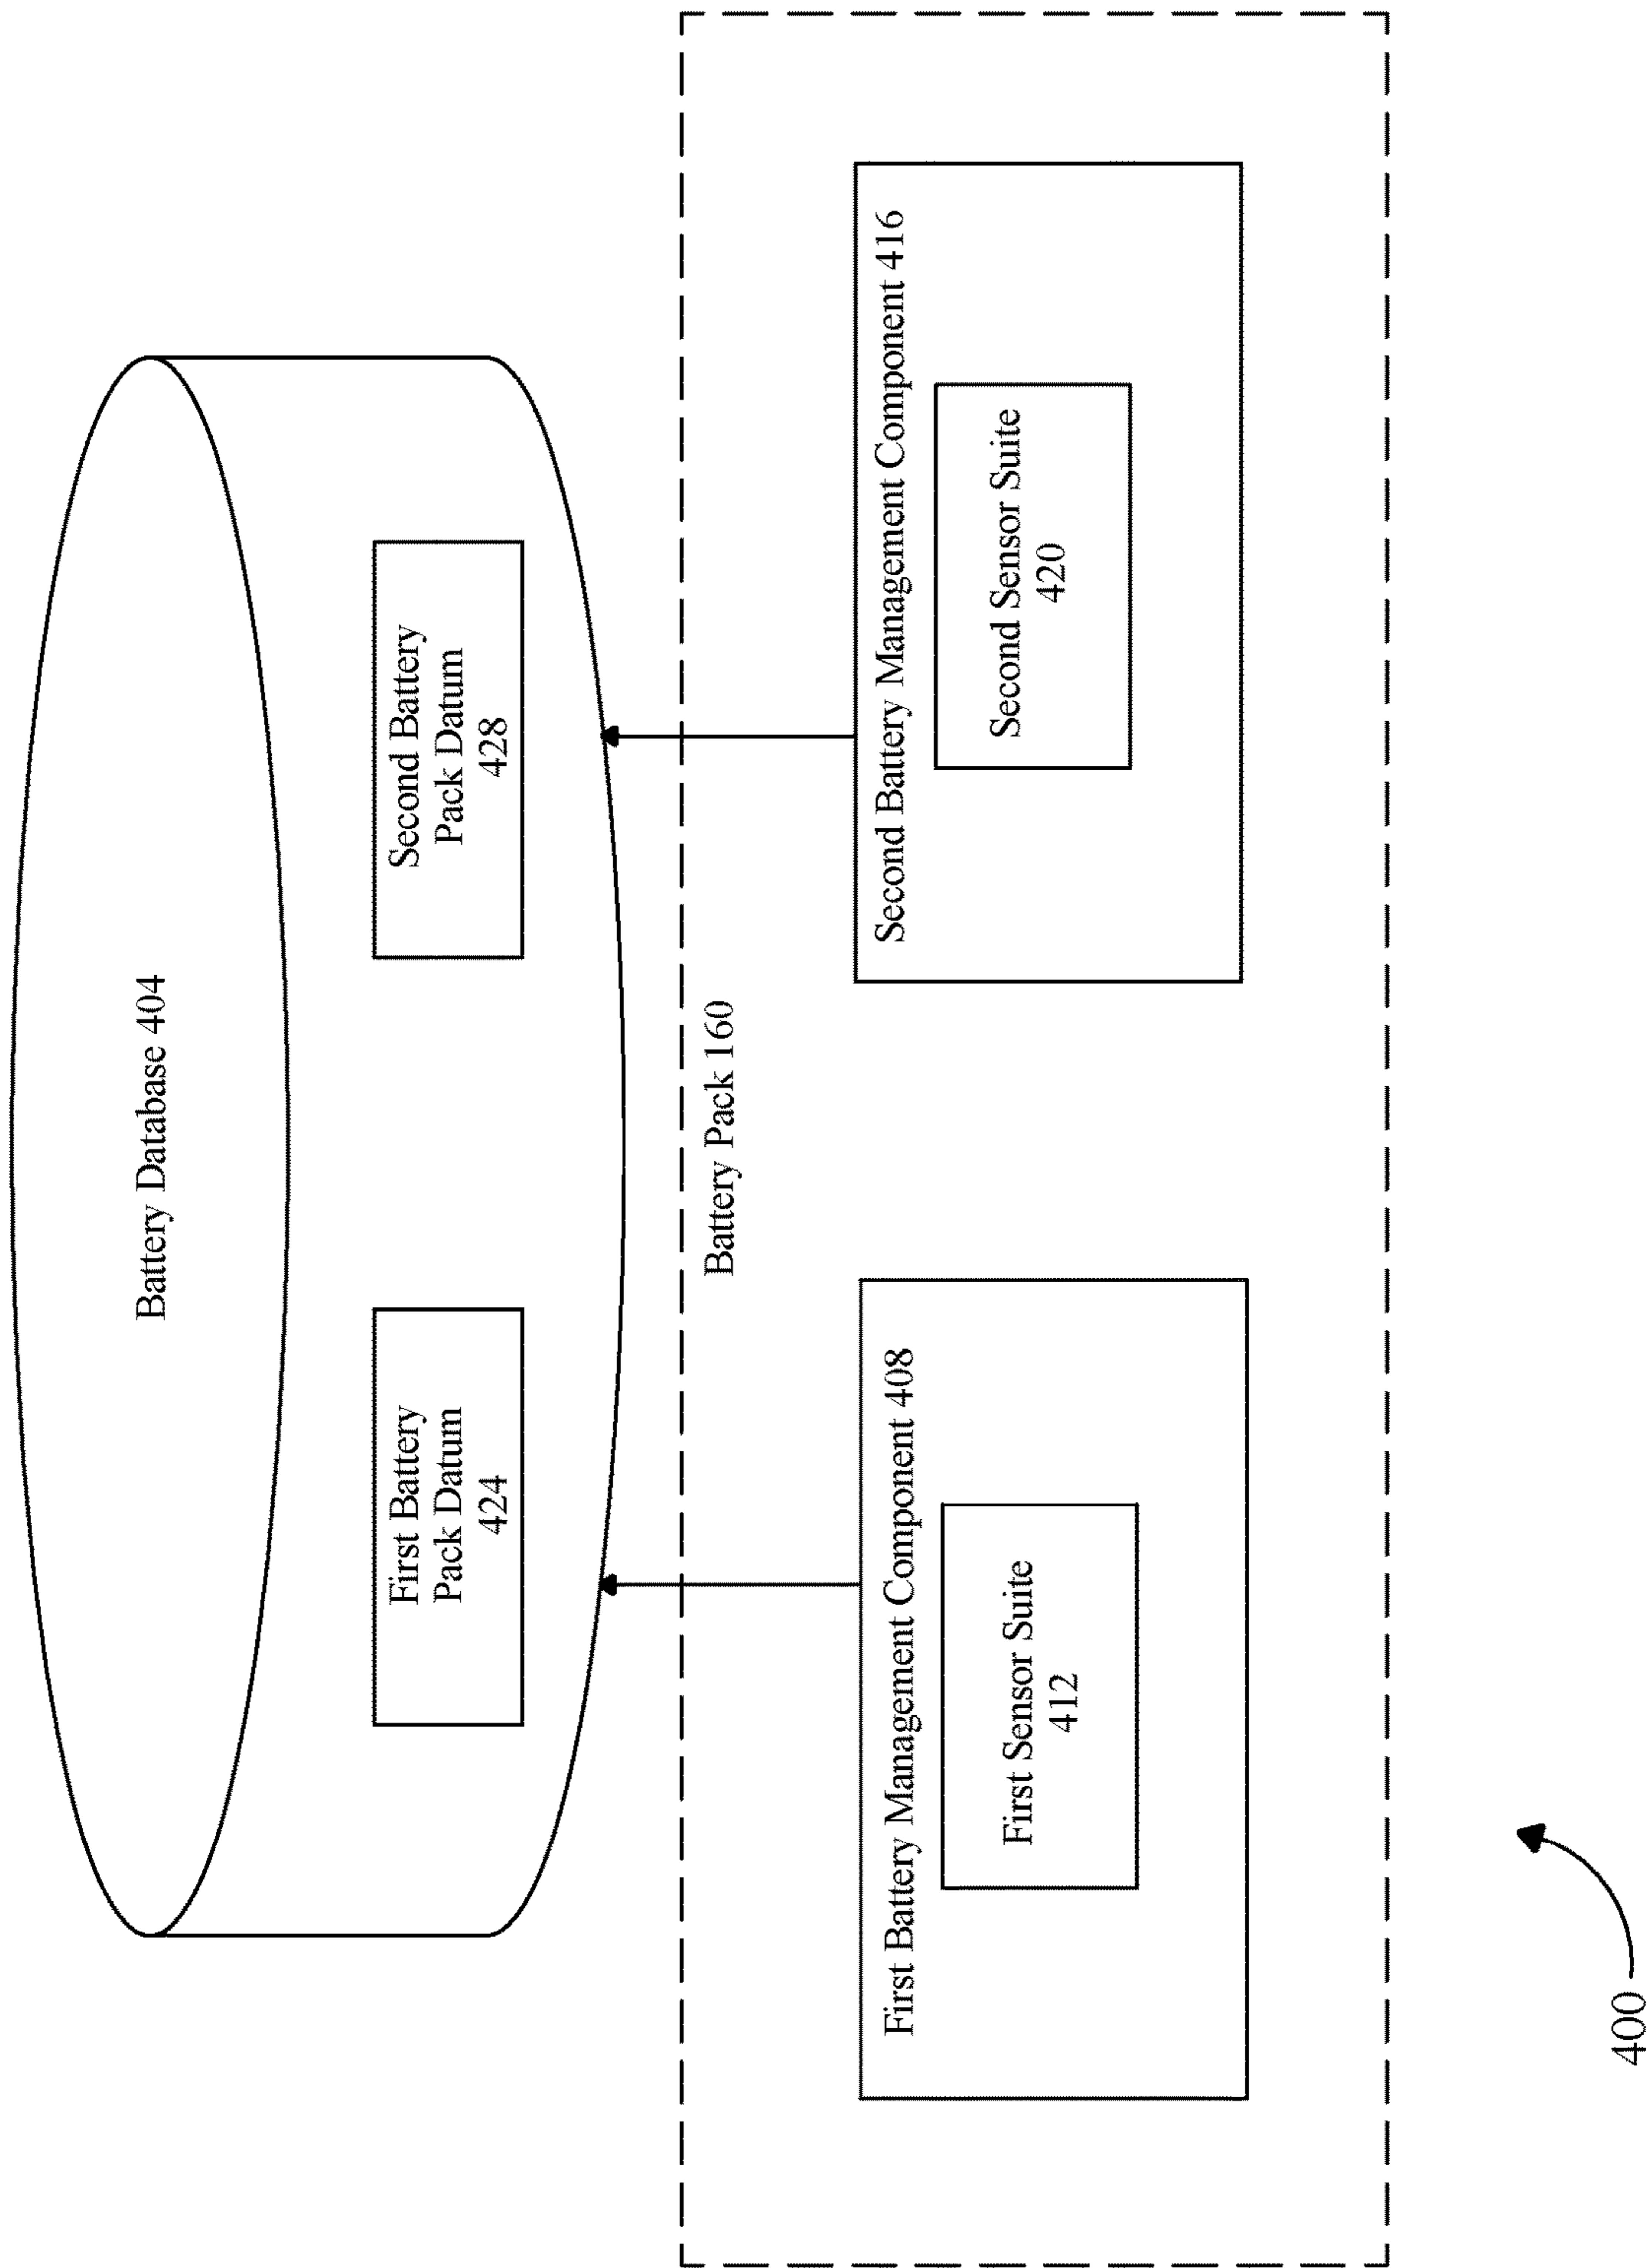 Battery Database 404
First Battery
Pack Datum
424
Second Battery
Pack Datum
428
Battery Pack 160
First Battery Management Component 408
First Sensor Suite
412
Second Battery Management Component 416
Second Sensor Suite
420
400